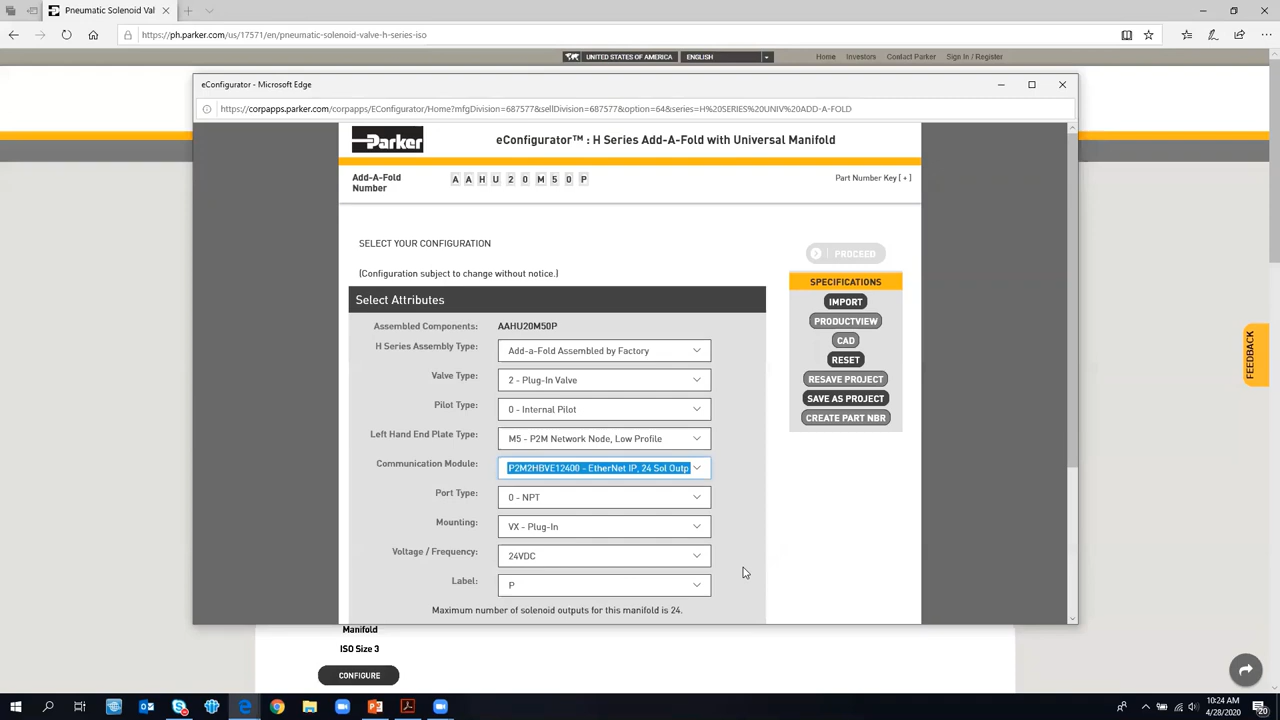 Pneumatic Solenoid Val
https://ph.parker.com/us/17571/en/pneumatic-solenoid-valve-h-series-iso
UNITED STATES OF AMERICA
ENGLISH
Home
Investors
Contact Parker
Sign In / Register
eConfigurator - Microsoft Edge
https://corpapps.parker.com/corpapps/EConfigurator/Home?mfgDivision=687577&sellDivision=687577&option=64&series=H%20SERIES%20UNIV%20ADD-A-FOLD
Parker
eConfigurator™ : H Series Add-A-Fold with Universal Manifold
Add-A-Fold
Number
A A H U 2 0 M 5 0 P
Part Number Key [ + ]
SELECT YOUR CONFIGURATION
(Configuration subject to change without notice.)
PROCEED
SPECIFICATIONS
IMPORT
PRODUCTVIEW
CAD
RESET
RESAVE PROJECT
SAVE AS PROJECT
CREATE PART NBR
Select Attributes
Assembled Components: AAHU20M50P
H Series Assembly Type: Add-a-Fold Assembled by Factory
Valve Type: 2 - Plug-In Valve
Pilot Type: 0 - Internal Pilot
Left Hand End Plate Type: M5 - P2M Network Node, Low Profile
Communication Module: P2M2HBVE12400 - EtherNet IP, 24 Sol Outp
Port Type: 0 - NPT
Mounting: VX - Plug-In
Voltage / Frequency: 24VDC
Label: P
Maximum number of solenoid outputs for this manifold is 24.
FEEDBACK
Manifold
ISO Size 3
CONFIGURE
10:24 AM
4/28/2020
20